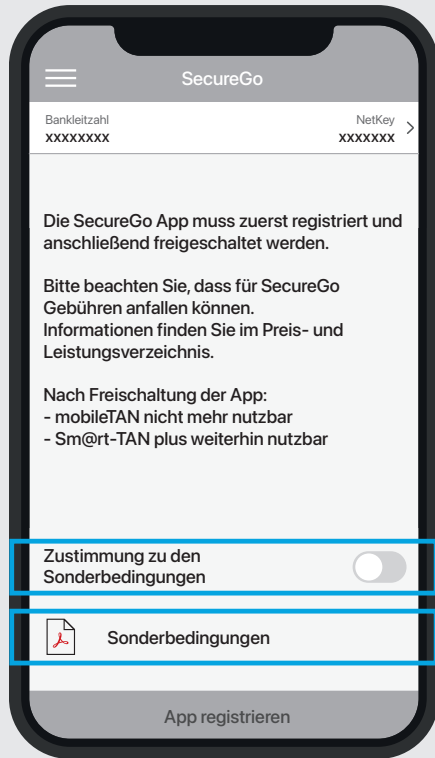 SecureGo
Bankleitzahl NetKey
xxxxxxxx xxxxxxx
Die SecureGo App muss zuerst registriert und
anschließend freigeschaltet werden.
Bitte beachten Sie, dass für SecureGo
Gebühren anfallen können.
Informationen finden Sie im Preis- und
Leistungsverzeichnis.
Nach Freischaltung der App:
- mobileTAN nicht mehr nutzbar
- Sm@rt-TAN plus weiterhin nutzbar
Zustimmung zu den
Sonderbedingungen
Sonderbedingungen
App registrieren